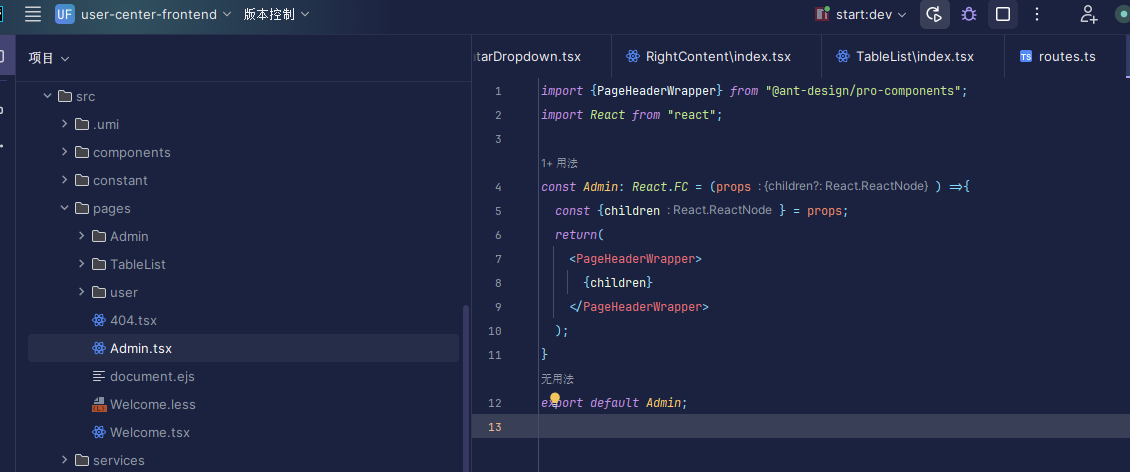 UF user-center-frontend 版本控制 start:dev
项目
src
.umi
components
constant
pages
Admin
TableList
user
404.tsx
Admin.tsx
document.ejs
Welcome.less
Welcome.tsx
services
tarDropdown.tsx RightContent\index.tsx TableList\index.tsx TS routes.ts
1 import {PageHeaderWrapper} from "@ant-design/pro-components";
2 import React from "react";
3
1+ 用法
4 const Admin: React.FC = (props : {children?: React.ReactNode} ) =>{
5 const {children : React.ReactNode } = props;
6 return(
7 <PageHeaderWrapper>
8 {children}
9 </PageHeaderWrapper>
10 );
11 }
无用法
12 export default Admin;
13